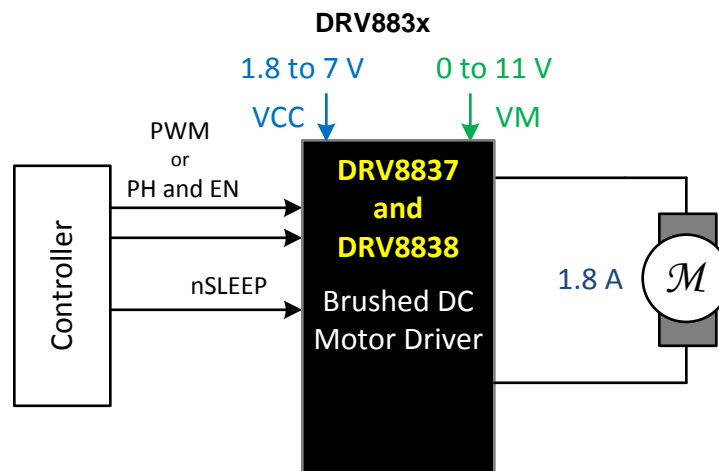 DRV883x
1.8 to 7 V
0 to 11 V
VCC
VM
PWM
or
PH and EN
nSLEEP
Controller
DRV8837
and
DRV8838
Brushed DC
Motor Driver
1.8 A
M